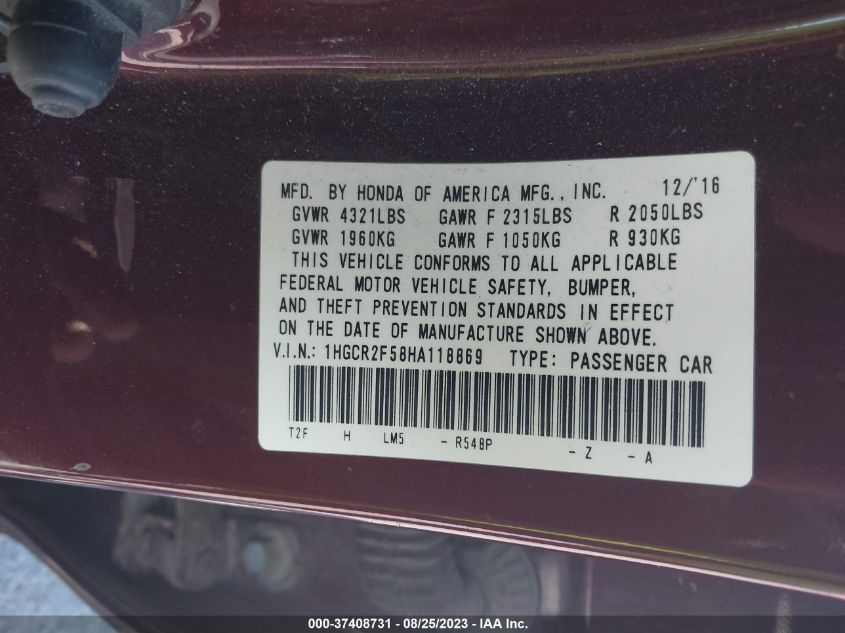 MFD. BY HONDA OF AMERICA MFG., INC. 12/'16
GVWR 4321LBS GAWR F 2315LBS R 2050LBS
GVWR 1960KG GAWR F 1050KG R 930KG
THIS VEHICLE CONFORMS TO ALL APPLICABLE
FEDERAL MOTOR VEHICLE SAFETY, BUMPER,
AND THEFT PREVENTION STANDARDS IN EFFECT
ON THE DATE OF MANUFACTURE SHOWN ABOVE.
V.I.N.: 1HGCR2F58HA118869 TYPE: PASSENGER CAR
T2F H LM5 - R548P - Z - A
000-37408731 - 08/25/2023 - IAA Inc.